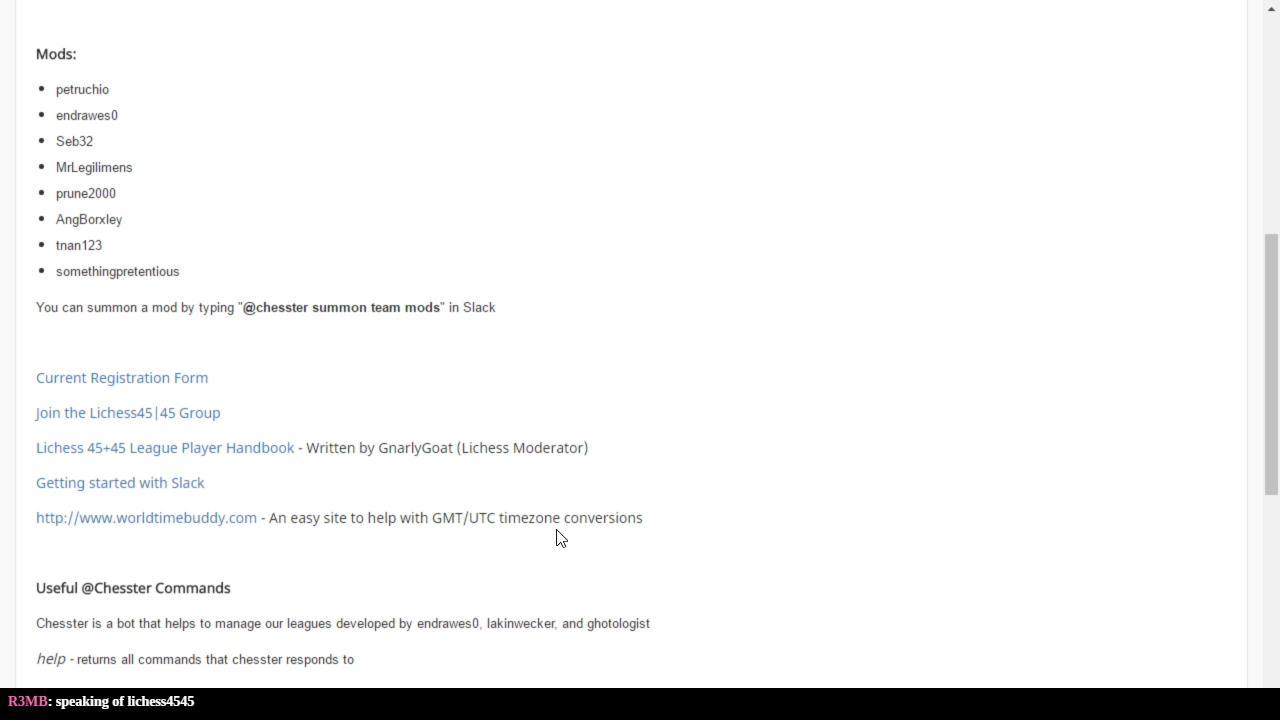 Mods:
petruchio
endrawes0
Seb32
MrLegilimens
prune2000
AngBorxley
tnan123
somethingpretentious
You can summon a mod by typing "@chesster summon team mods" in Slack
Current Registration Form
Join the Lichess45|45 Group
Lichess 45+45 League Player Handbook - Written by GnarlyGoat (Lichess Moderator)
Getting started with Slack
http://www.worldtimebuddy.com - An easy site to help with GMT/UTC timezone conversions
Useful @Chesster Commands
Chesster is a bot that helps to manage our leagues developed by endrawes0, lakinwecker, and ghotologist
help - returns all commands that chesster responds to
R3MB: speaking of lichess4545